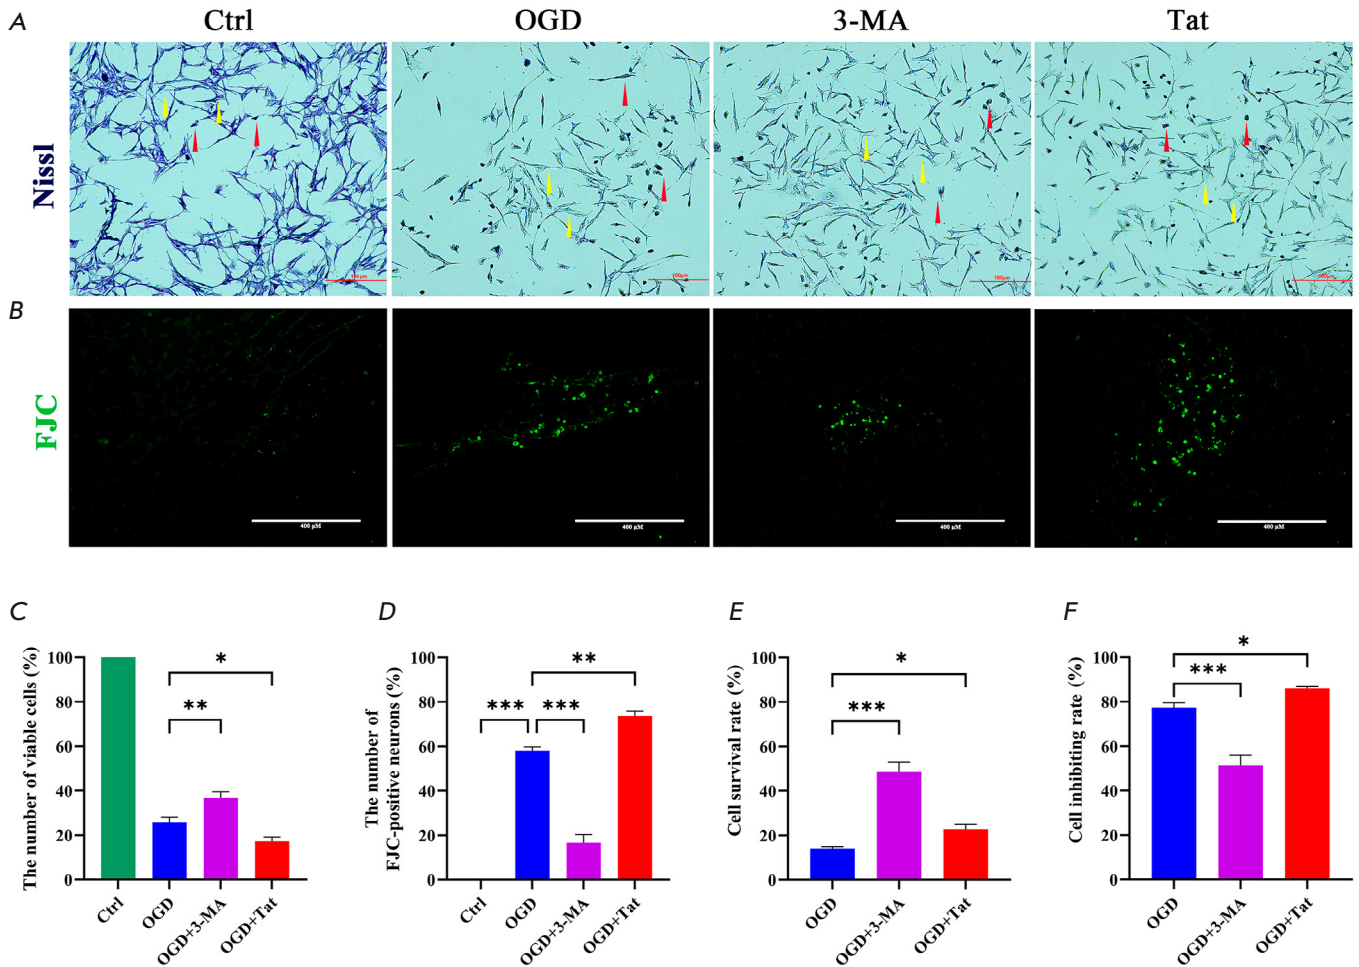 A
Ctrl
OGD
3-MA
Tat
Nissl
100μm
100μm
100μm
100μm
B
FJC
400 μM
400 μM
400 μM
400 μM
C
D
E
F
The number of viable cells (%)
100
80
60
40
20
0
*
**
Ctrl
OGD
OGD+3-MA
OGD+Tat
The number of
FJC-positive neurons (%)
100
80
60
40
20
0
**
*** ***
Ctrl
OGD
OGD+3-MA
OGD+Tat
Cell survival rate (%)
100
80
60
40
20
0
*
***
OGD
OGD+3-MA
OGD+Tat
Cell inhibiting rate (%)
100
80
60
40
20
0
*
***
OGD
OGD+3-MA
OGD+Tat